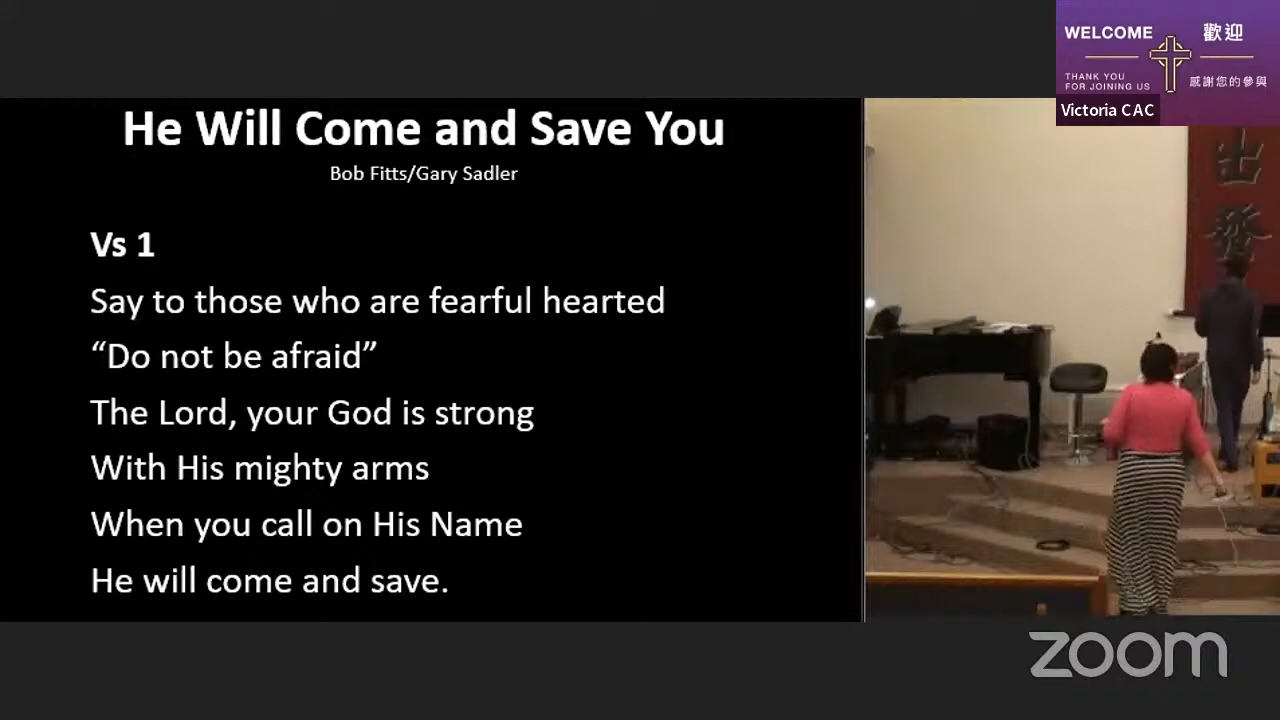 WELCOME 歡迎
THANK YOU
FOR JOINING US
感謝您的參與
Victoria CAC
He Will Come and Save You
Bob Fitts/Gary Sadler
Vs 1
Say to those who are fearful hearted
“Do not be afraid”
The Lord, your God is strong
With His mighty arms
When you call on His Name
He will come and save.
出
發
zoom